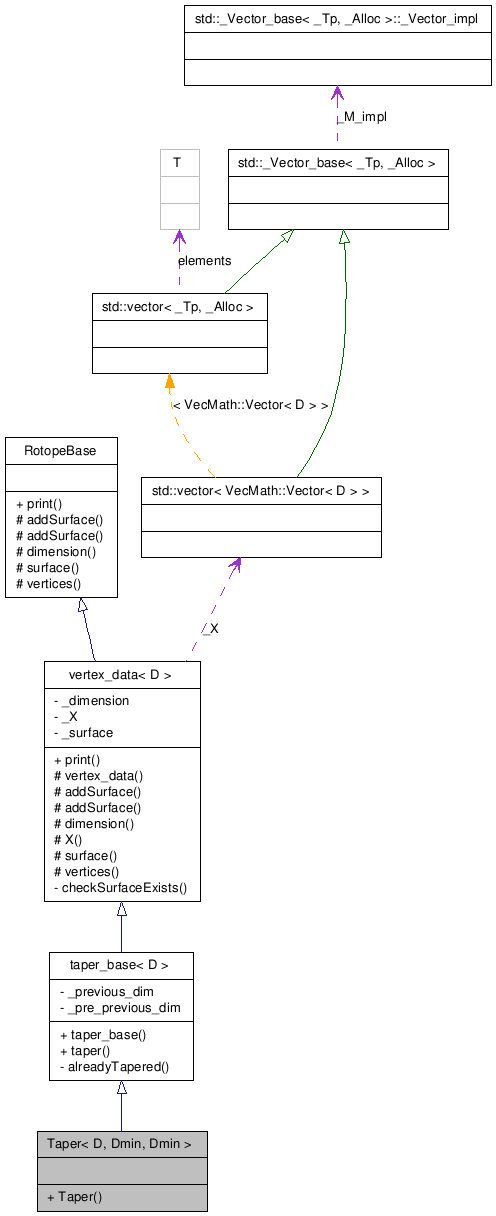 std::_Vector_base< _Tp, _Alloc >::_Vector_impl
_M_impl
T
std::_Vector_base< _Tp, _Alloc >
elements
std::vector< _Tp, _Alloc >
< VecMath::Vector< D > >
RotopeBase
+ print()
# addSurface()
# addSurface()
# dimension()
# surface()
# vertices()
std::vector< VecMath::Vector< D > >
_X
vertex_data< D >
- _dimension
- _X
- _surface
+ print()
# vertex_data()
# addSurface()
# addSurface()
# dimension()
# X()
# surface()
# vertices()
- checkSurfaceExists()
taper_base< D >
- _previous_dim
- _pre_previous_dim
+ taper_base()
+ taper()
- alreadyTapered()
Taper< D, Dmin, Dmin >
+ Taper()